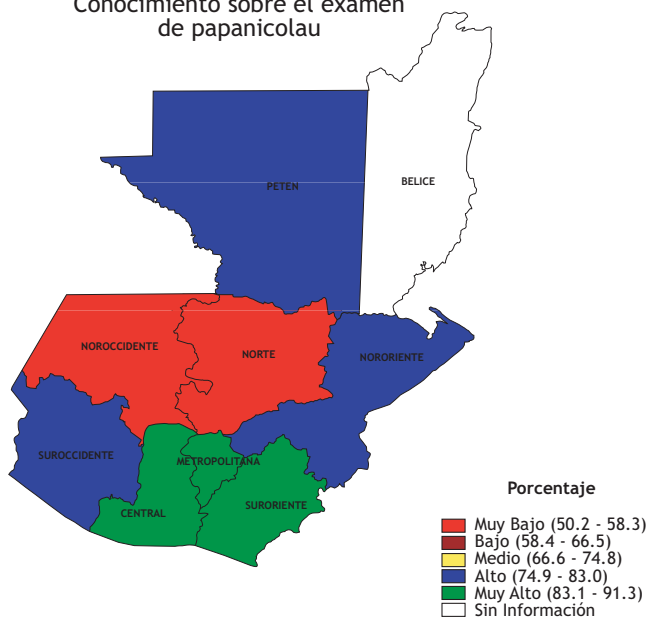 Conocimiento sobre el examen
de papanicolau
PETEN
BELICE
NOROCCIDENTE
NORTE
NORORIENTE
SUROCCIDENTE
METROPOLITANA
CENTRAL
SURORIENTE
Porcentaje
Muy Bajo (50.2 - 58.3)
Bajo (58.4 - 66.5)
Medio (66.6 - 74.8)
Alto (74.9 - 83.0)
Muy Alto (83.1 - 91.3)
Sin Información